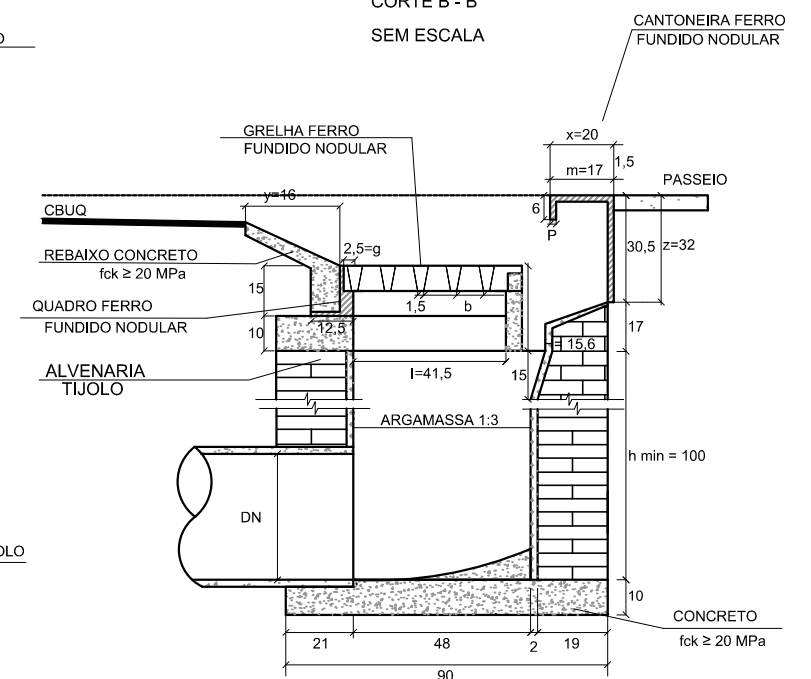 CORTE B - B
SEM ESCALA
O
CANTONEIRA FERRO
FUNDIDO NODULAR
GRELHA FERRO
FUNDIDO NODULAR
x=20
m=17
1,5
PASSEIO
y=16
6
P
CBUQ
30,5
z=32
REBAIXO CONCRETO
fck ≥ 20 MPa
2,5=g
15
1,5
b
QUADRO FERRO
FUNDIDO NODULAR
10
12,5
17
= 15,6
ALVENARIA
TIJOLO
l=41,5
15
ARGAMASSA 1:3
h min = 100
DN
OLO
10
CONCRETO
fck ≥ 20 MPa
21
48
2
19
90